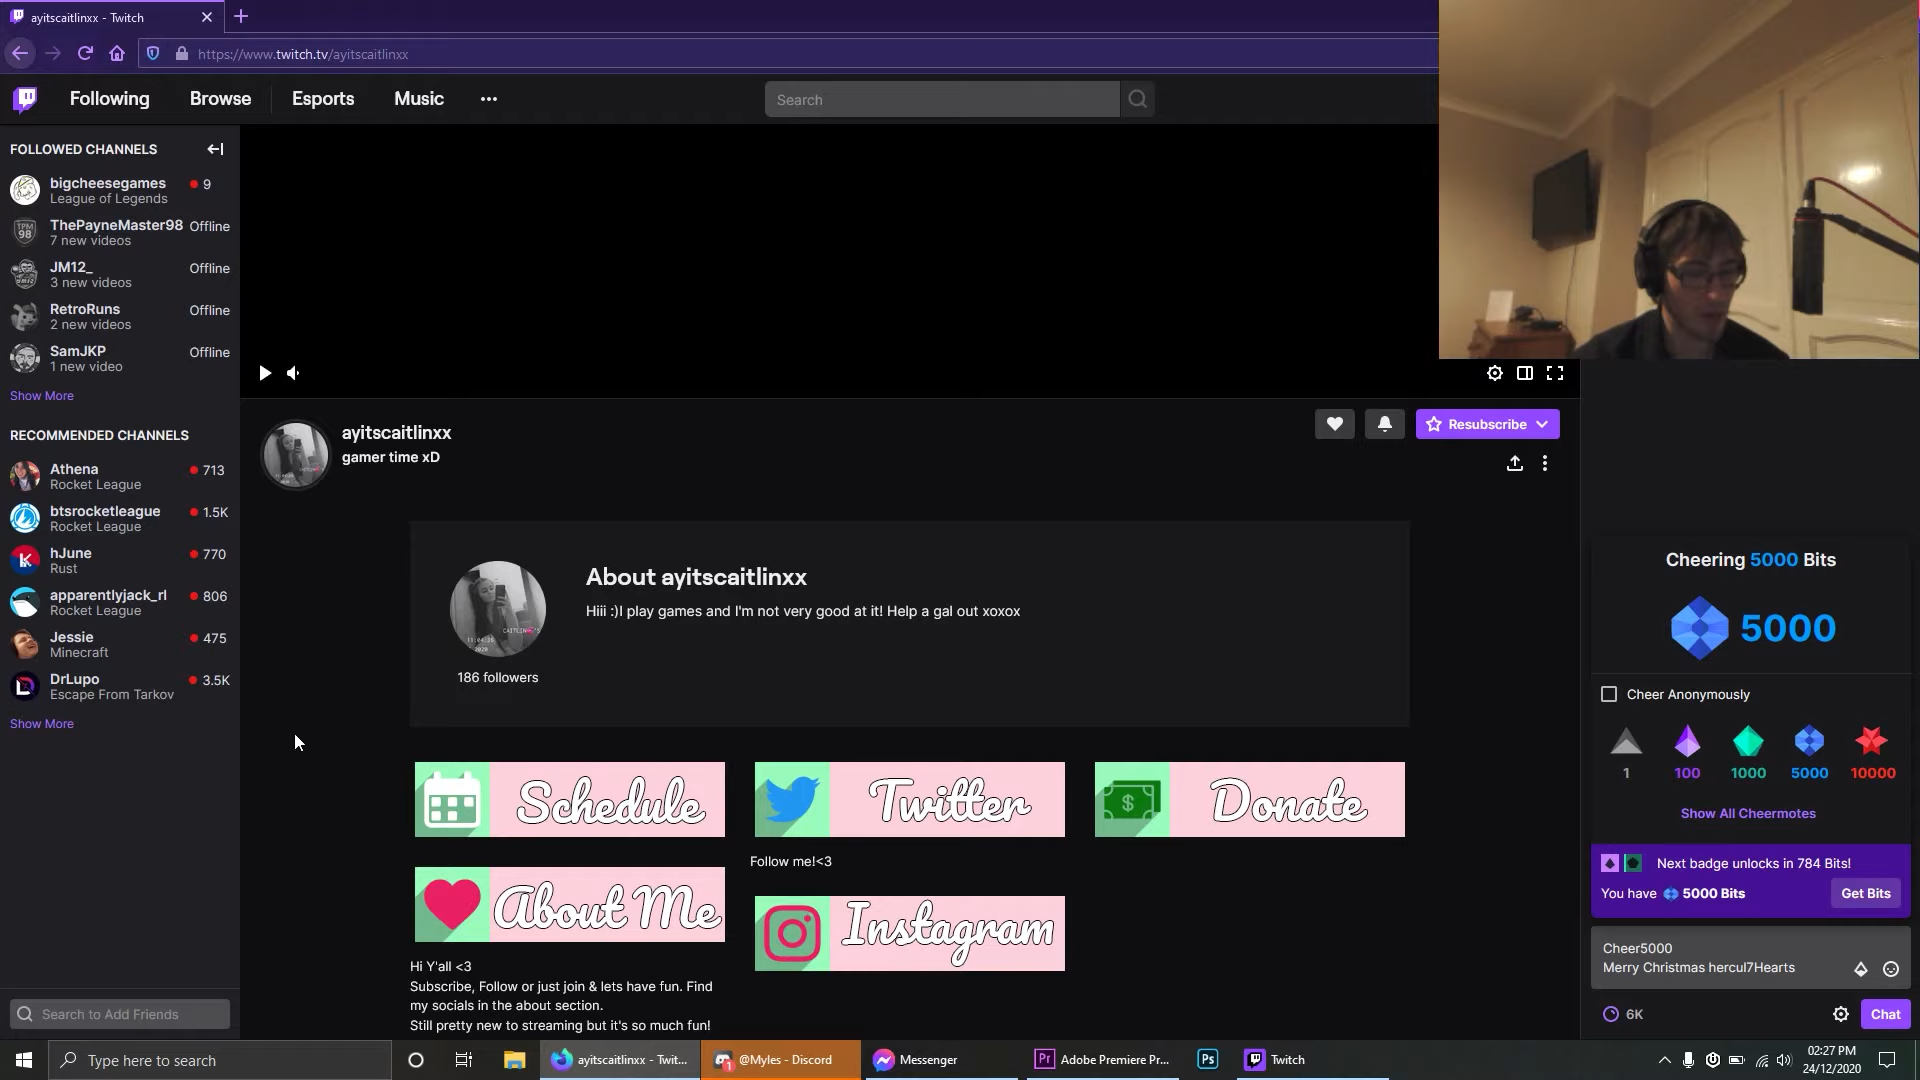 ayitscaitlinxx - Twitch
https://www.twitch.tv/ayitscaitlinxx
Following
Browse
Esports
Music
Search
FOLLOWED CHANNELS
bigcheesegames
9
League of Legends
ThePayneMaster98
Offline
7 new videos
JM12_
Offline
3 new videos
RetroRuns
Offline
2 new videos
SamJKP
Offline
1 new video
Show More
RECOMMENDED CHANNELS
Athena
713
Rocket League
btsrocketleague
1.5K
Rocket League
hJune
770
Rust
apparentlyjack_rl
806
Rocket League
Jessie
475
Minecraft
DrLupo
3.5K
Escape From Tarkov
Show More
Search to Add Friends
ayitscaitlinxx
gamer time xD
Resubscribe
About ayitscaitlinxx
Hiii :)I play games and I'm not very good at it! Help a gal out xoxox
186 followers
Schedule
Twitter
Donate
Follow me!<3
About Me
Instagram
Hi Y'all <3
Subscribe, Follow or just join & lets have fun. Find
my socials in the about section.
Still pretty new to streaming but it's so much fun!
Cheering 5000 Bits
5000
Cheer Anonymously
1
100
1000
5000
10000
Show All Cheermotes
Next badge unlocks in 784 Bits!
You have 5000 Bits
Get Bits
Cheer5000
Merry Christmas hercul7Hearts
6K
Chat
Type here to search
ayitscaitlinxx - Twit...
@Myles - Discord
Messenger
Adobe Premiere Pr...
Twitch
02:27 PM
24/12/2020